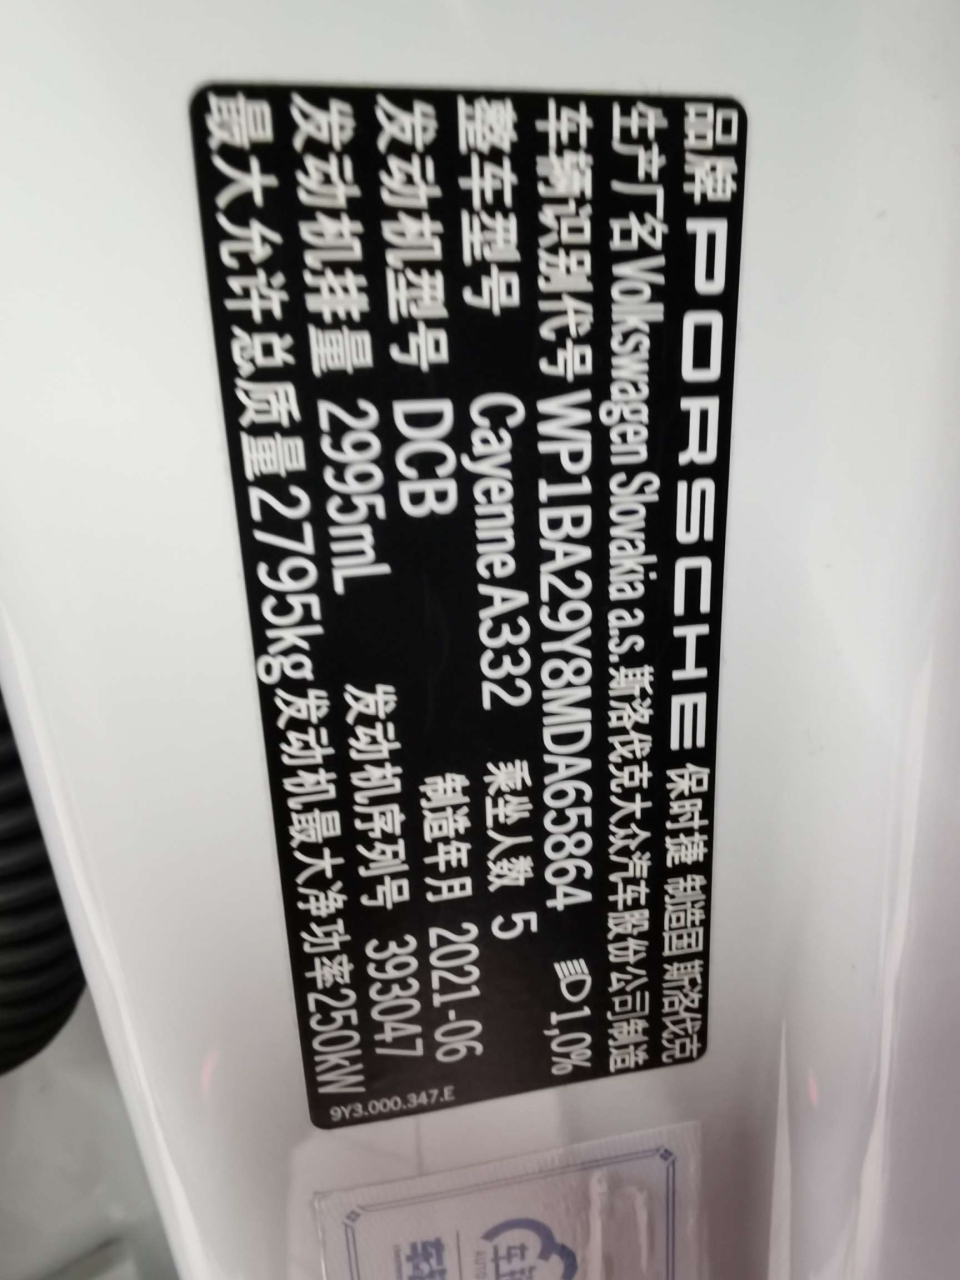 品牌 PORSCHE 保时捷 制造国 斯洛伐克
生产厂名 Volkswagen Slovakia a.s.斯洛伐克大众汽车股份公司制造
车辆识别代号 WP1BA29Y8MDA65864 1,0%
整车型号 Cayenne A332 乘坐人数 5
发动机型号 DCB 制造年月 2021-06
发动机排量 2995mL 发动机序列号 393047
最大允许总质量 2795kg 发动机最大净功率 250kW
9Y3.000.347.E